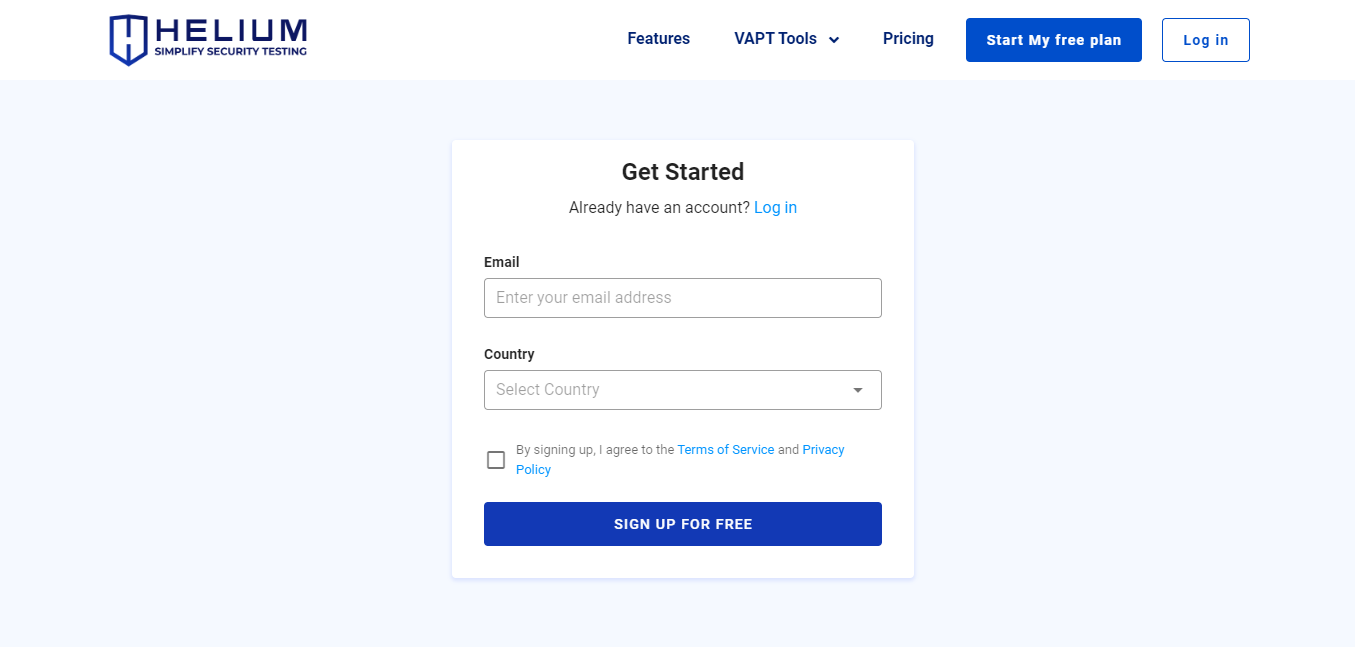 HELIUM
SIMPLIFY SECURITY TESTING
Features
VAPT Tools
Pricing
Start My free plan
Log in
Get Started
Already have an account? Log in
Email
Enter your email address
Country
Select Country
By signing up, I agree to the Terms of Service and Privacy
Policy
SIGN UP FOR FREE